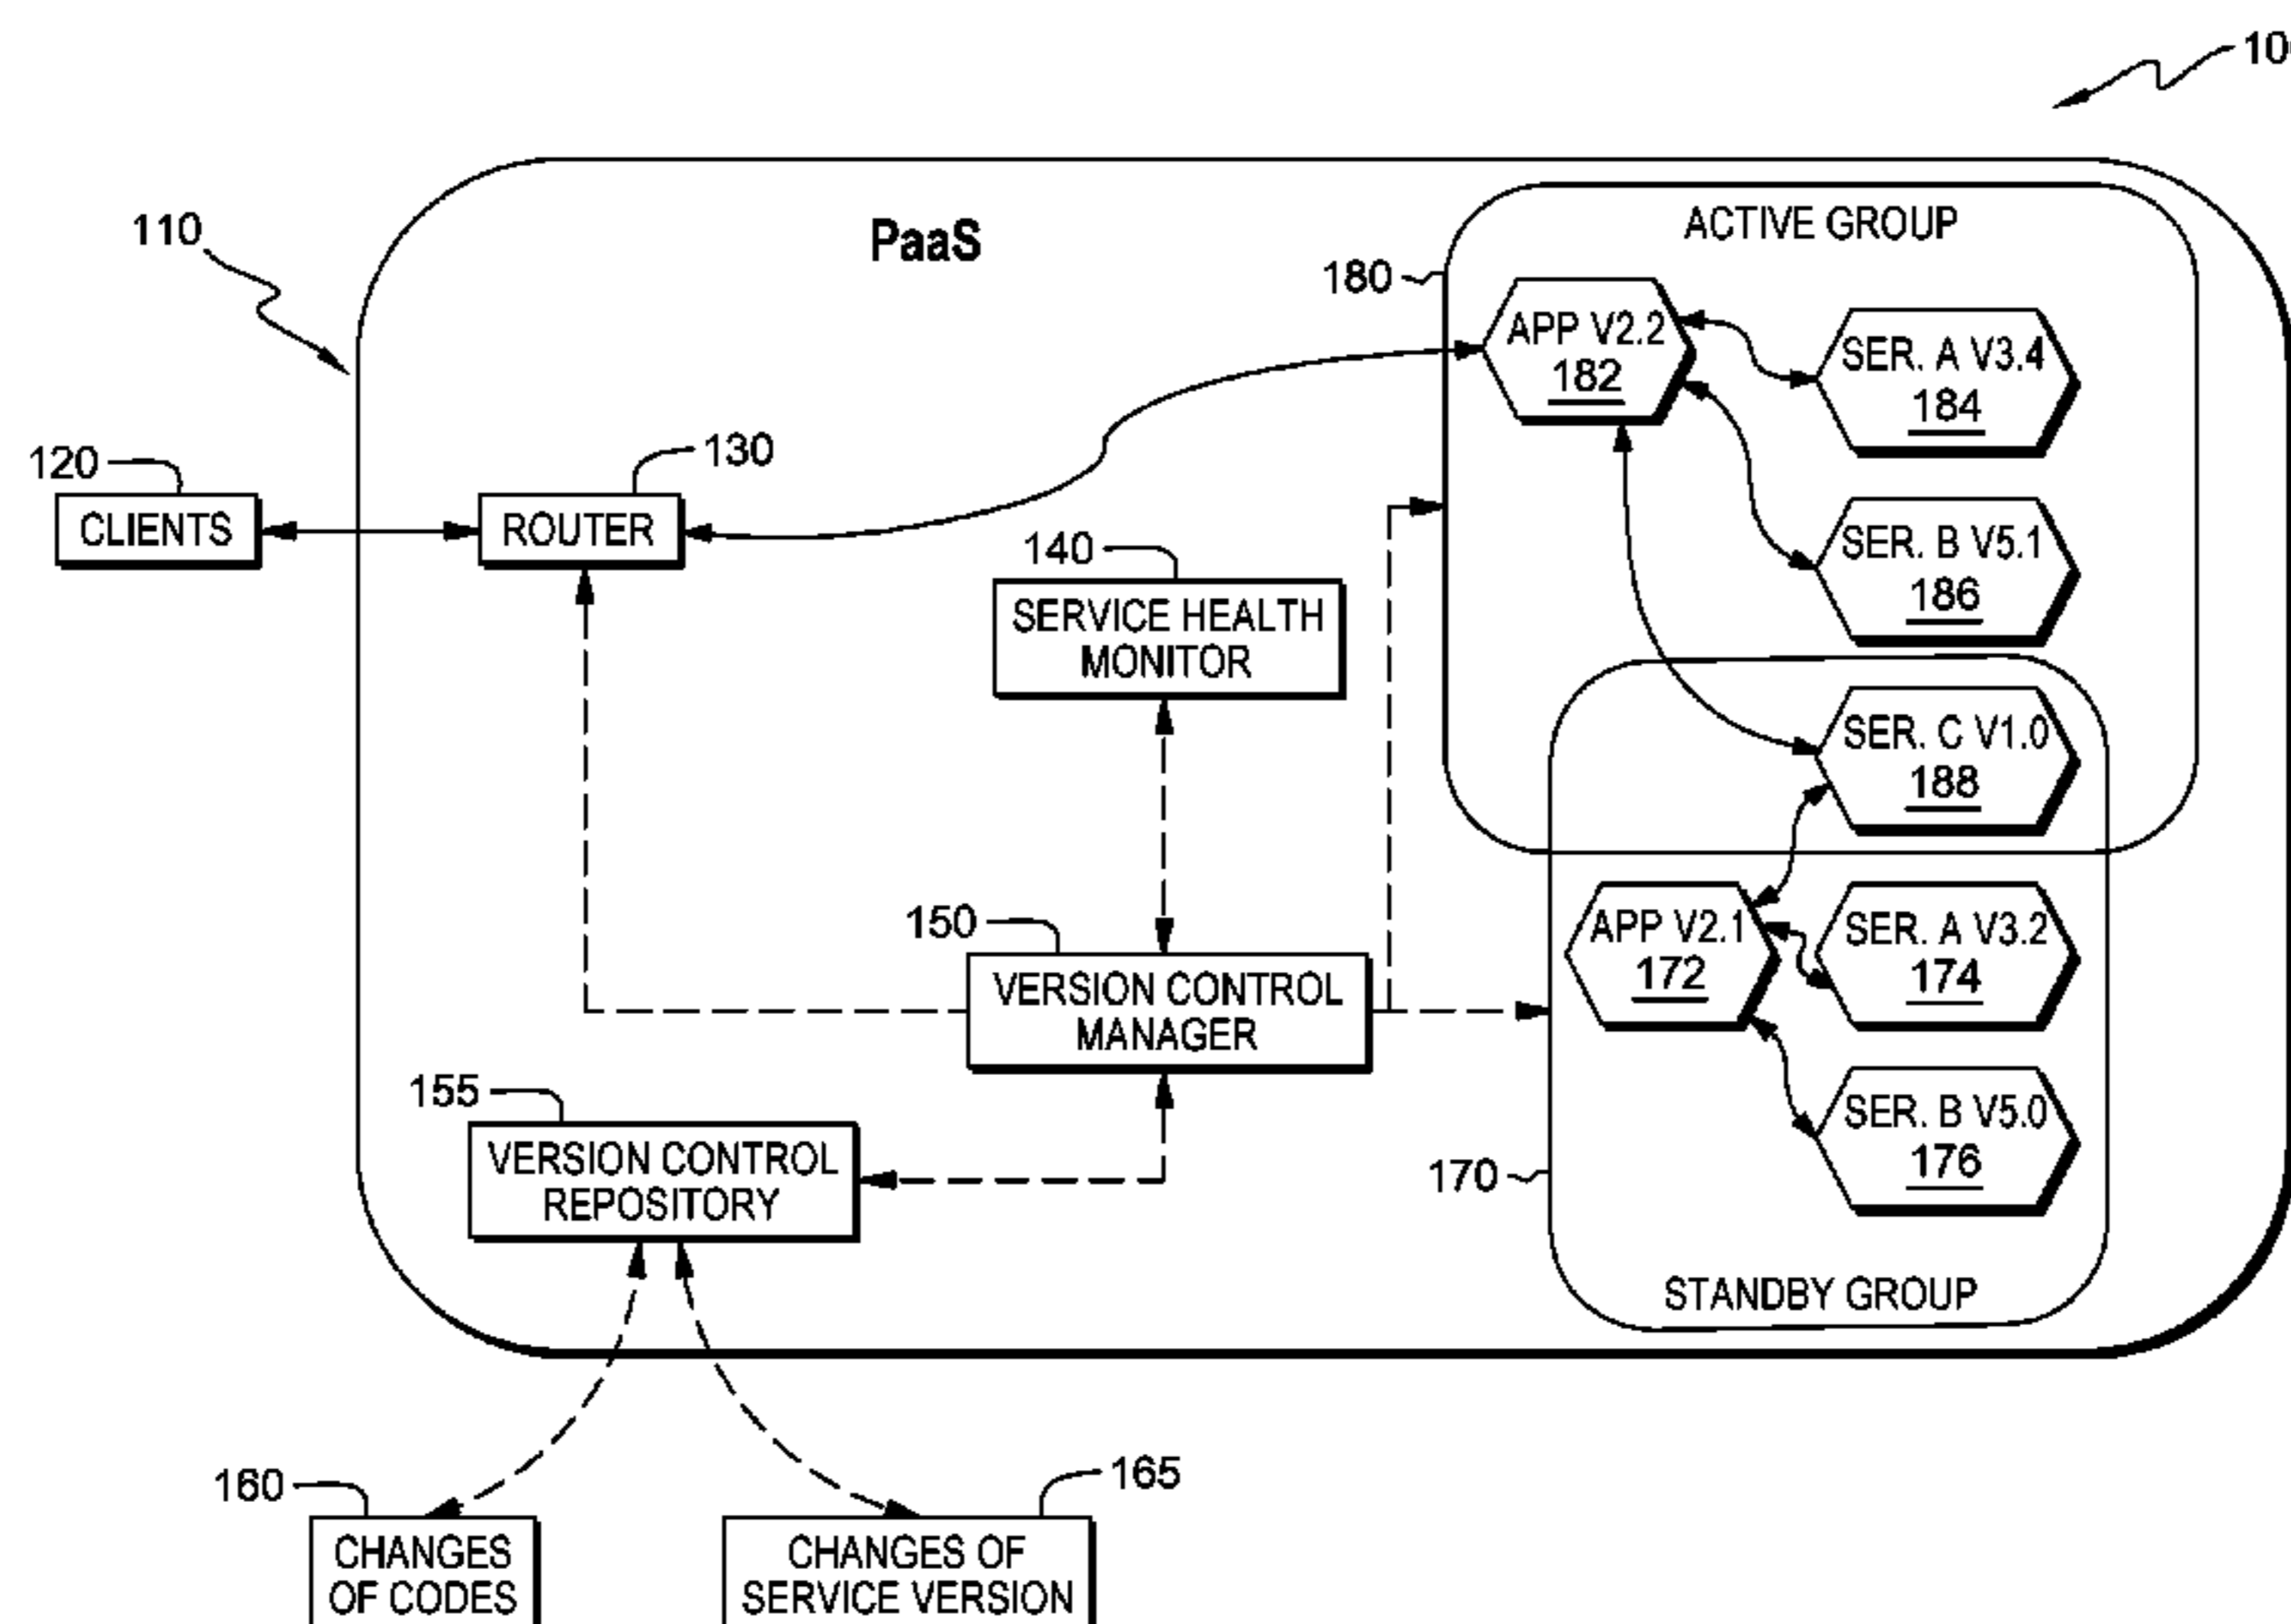 10
110
PaaS
ACTIVE GROUP
180
APP V2.2
182
SER. A V3.4
184
120
CLIENTS
130
ROUTER
140
SERVICE HEALTH
MONITOR
SER. B V5.1
186
SER. C V1.0
188
150
VERSION CONTROL
MANAGER
APP V2.1
172
SER. A V3.2
174
155
VERSION CONTROL
REPOSITORY
170
SER. B V5.0
176
STANDBY GROUP
160
CHANGES
OF CODES
165
CHANGES OF
SERVICE VERSION